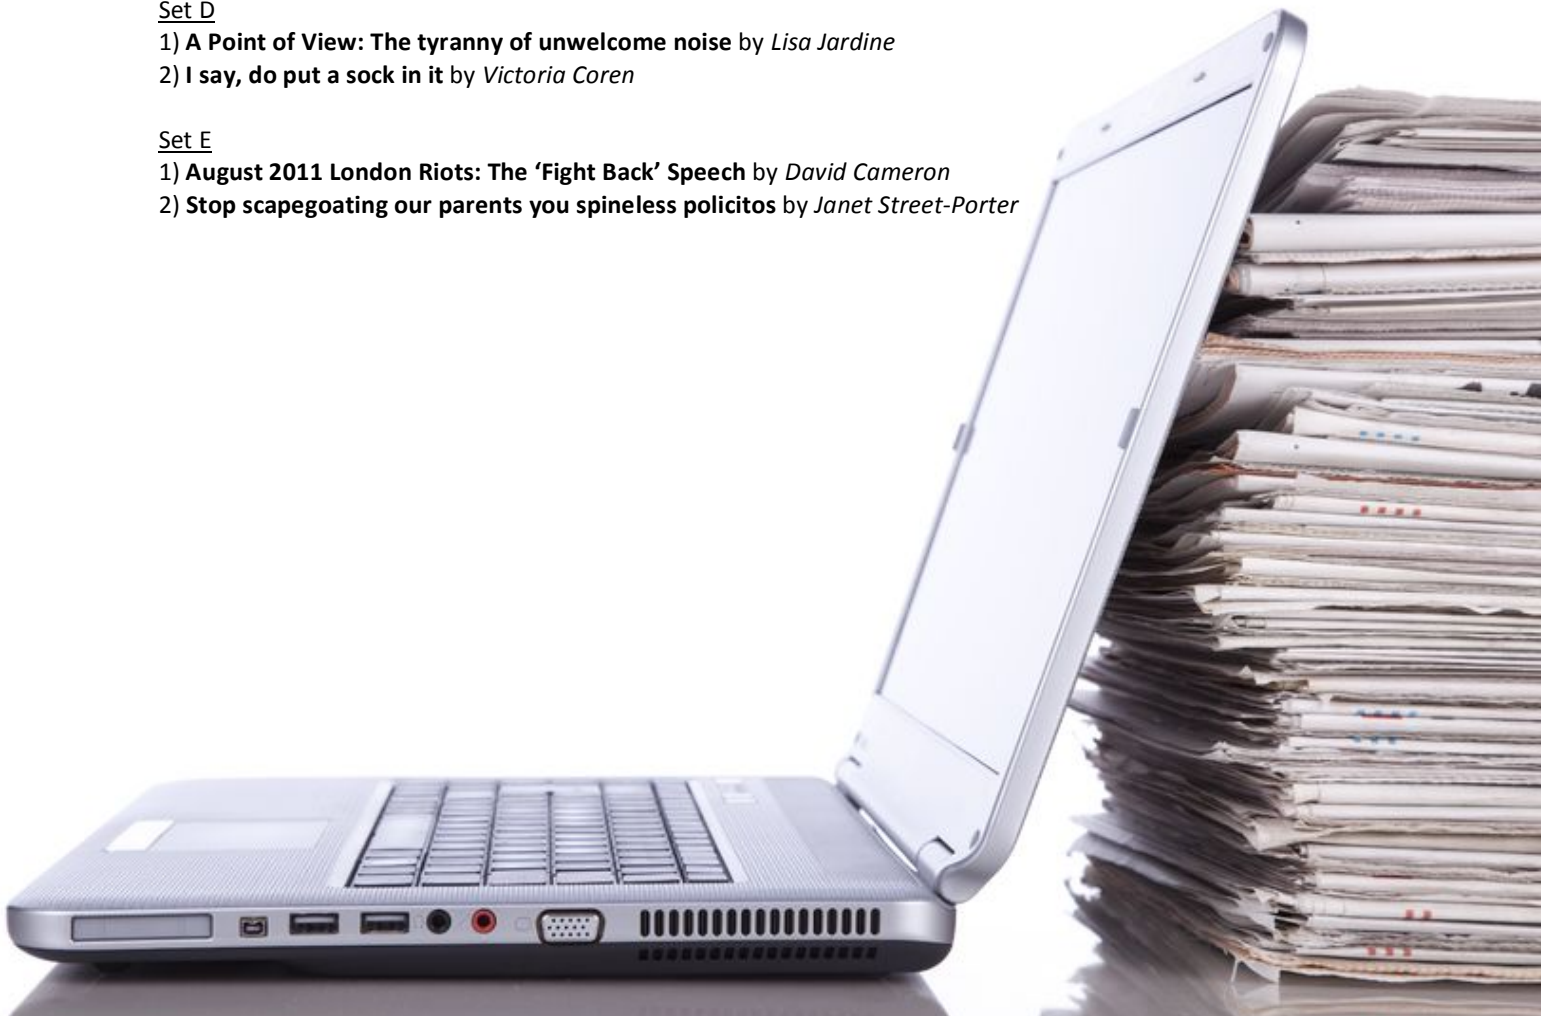 Set D
1) A Point of View: The tyranny of unwelcome noise by Lisa Jardine
2) I say, do put a sock in it by Victoria Coren
Set E
1) August 2011 London Riots: The ‘Fight Back’ Speech by David Cameron
2) Stop scapegoating our parents you spineless policitos by Janet Street-Porter